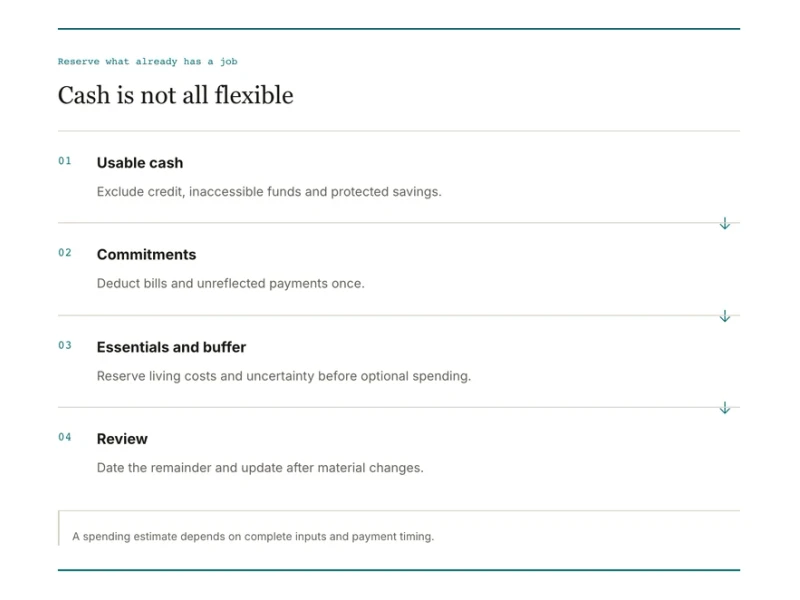 Reserve what already has a job
Cash is not all flexible
01
Usable cash
Exclude credit, inaccessible funds and protected savings.
02
Commitments
Deduct bills and unreflected payments once.
03
Essentials and buffer
Reserve living costs and uncertainty before optional spending.
04
Review
Date the remainder and update after material changes.
A spending estimate depends on complete inputs and payment timing.